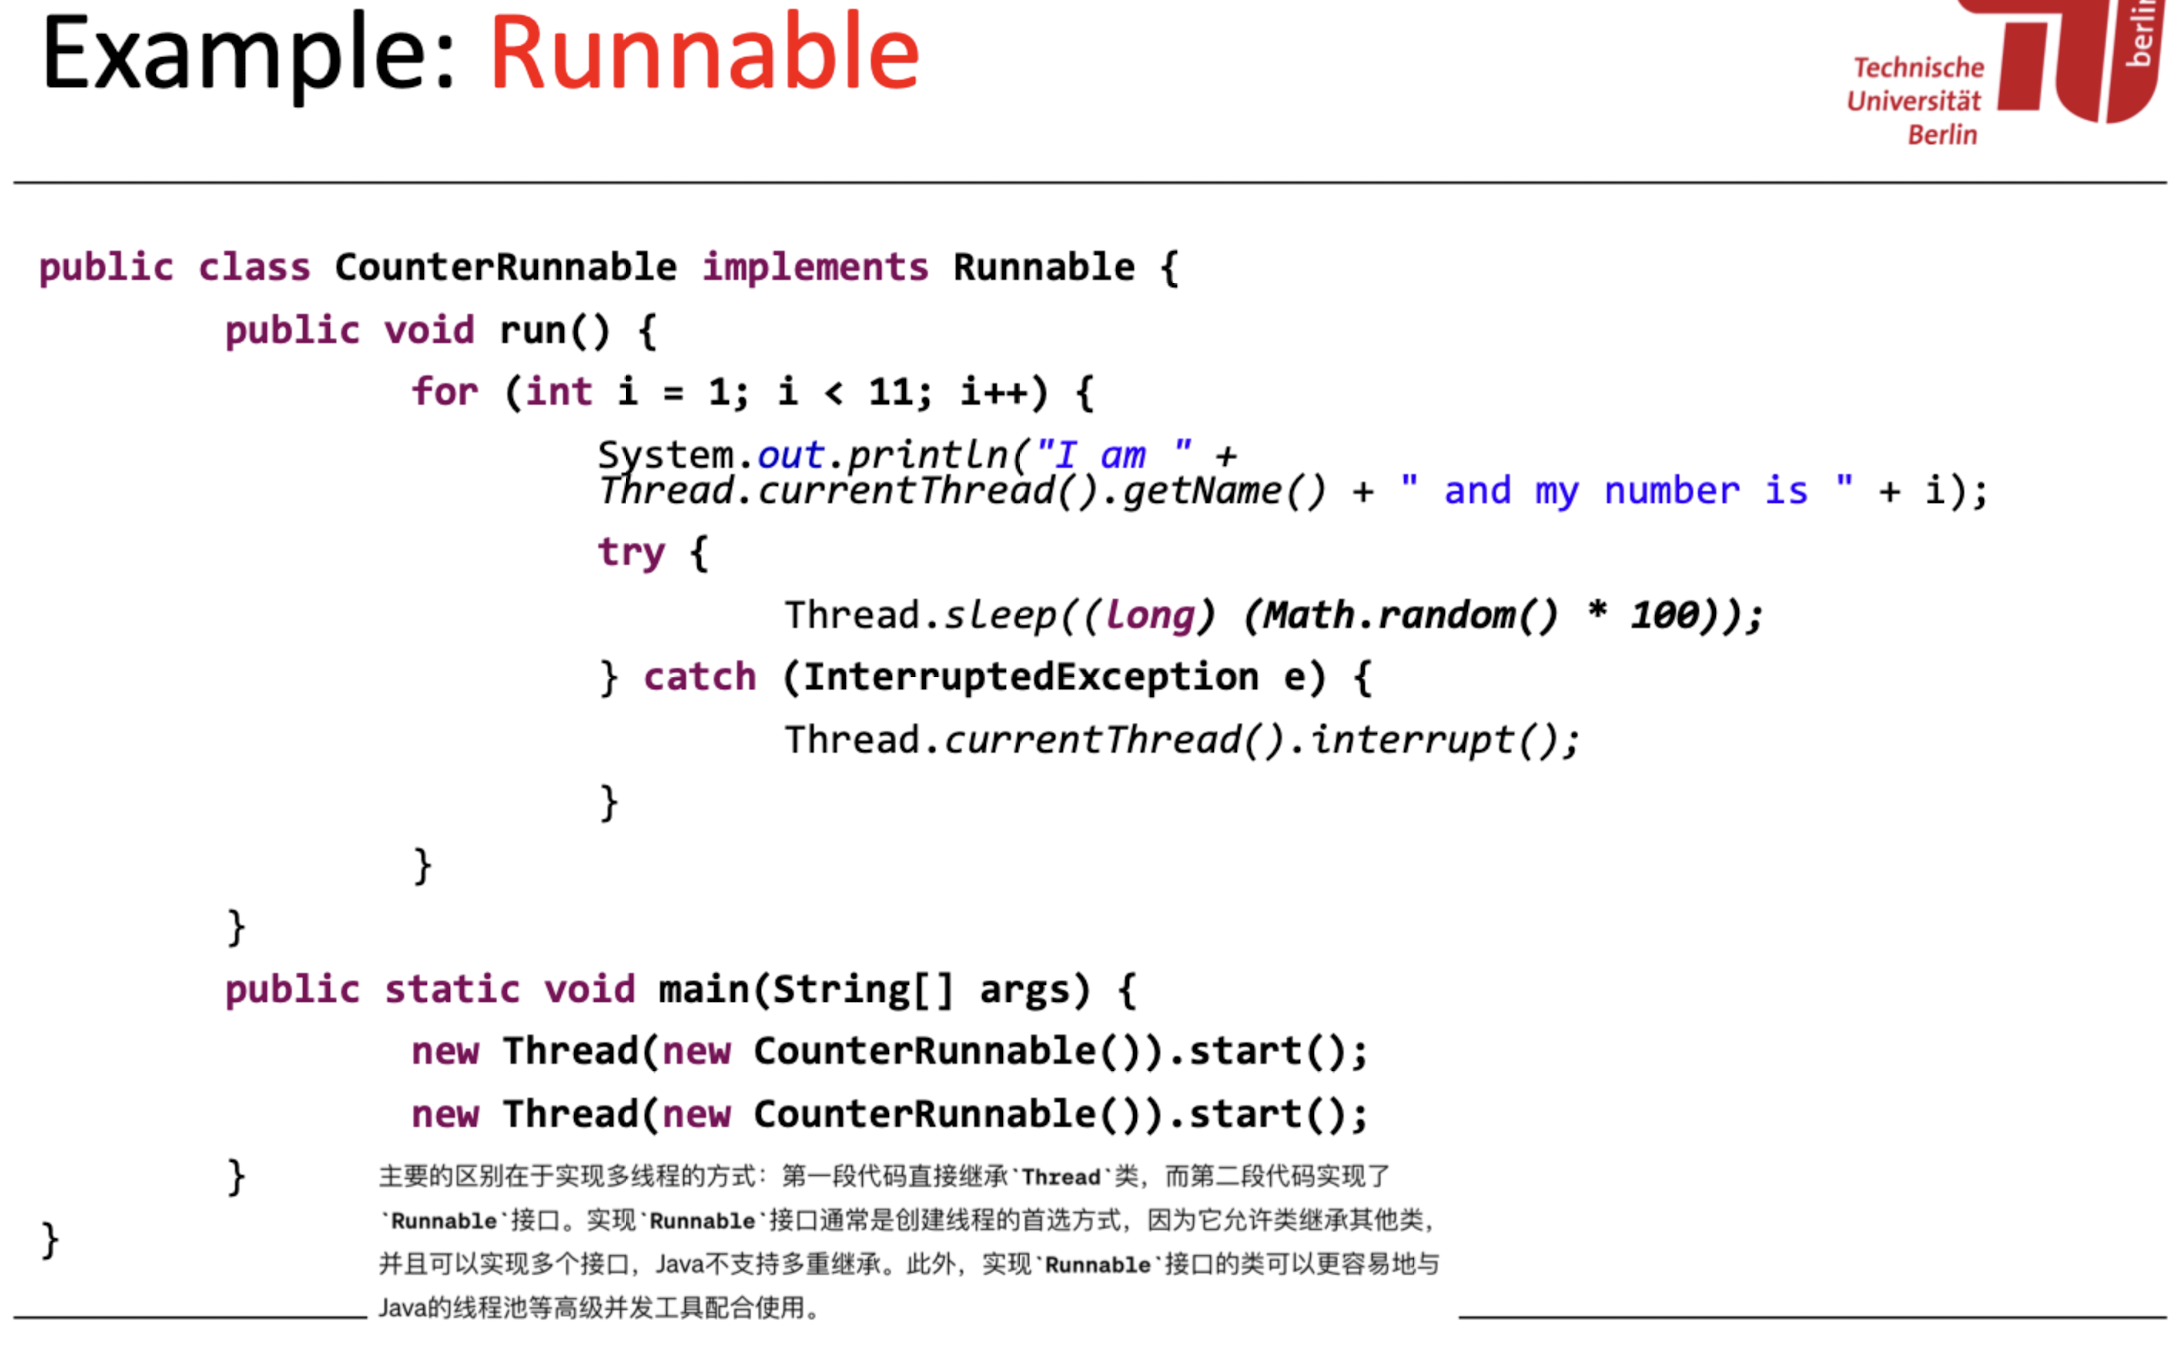 Example: Runnable
berlin
Technische
Universität
Berlin
public class CounterRunnable implements Runnable {
public void run() {
for (int i = 1; i < 11; i++) {
System.out.println("I am " +
Thread.currentThread().getName() + " and my number is " + i);
try {
Thread.sleep((long) (Math.random() * 100));
} catch (InterruptedException e) {
Thread.currentThread().interrupt();
}
}
}
public static void main(String[] args) {
new Thread(new CounterRunnable()).start();
new Thread(new CounterRunnable()).start();
}
}
主要的区别在于实现多线程的方式：第一段代码直接继承`Thread`类，而第二段代码实现了
`Runnable`接口。实现`Runnable`接口通常是创建线程的首选方式，因为它允许类继承其他类，
并且可以实现多个接口，Java不支持多重继承。此外，实现`Runnable`接口的类可以更容易地与
Java的线程池等高级并发工具配合使用。